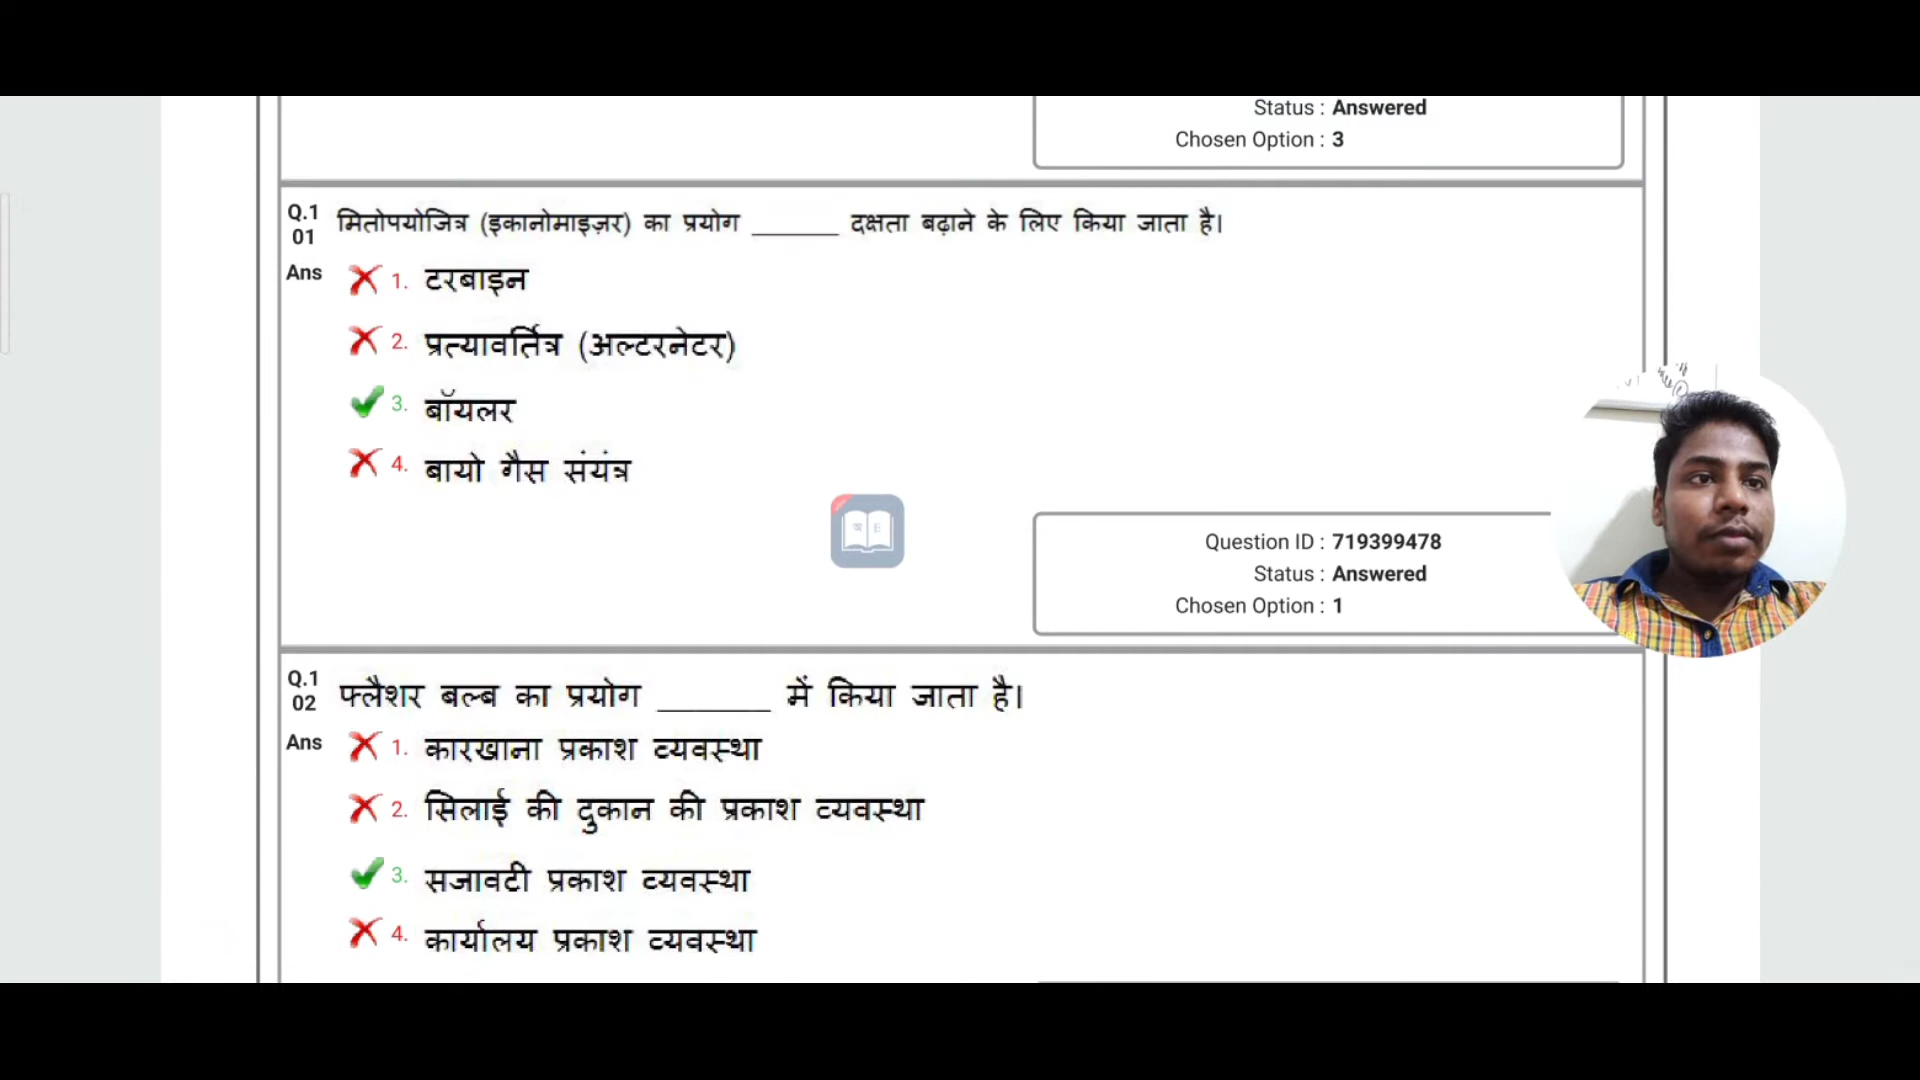 Status : Answered
Chosen Option : 3
Q.1
01
मितोपयोजित्र (इकानोमाइज़र) का प्रयोग ______ दक्षता बढ़ाने के लिए किया जाता है।
Ans
1. टरबाइन
2. प्रत्यावर्तित्र (अल्टरनेटर)
3. बॉयलर
4. बायो गैस संयंत्र
अ E
Question ID : 719399478
Status : Answered
Chosen Option : 1
Q.1
02
फ्लैशर बल्ब का प्रयोग ______ में किया जाता है।
Ans
1. कारखाना प्रकाश व्यवस्था
2. सिलाई की दुकान की प्रकाश व्यवस्था
3. सजावटी प्रकाश व्यवस्था
4. कार्यालय प्रकाश व्यवस्था